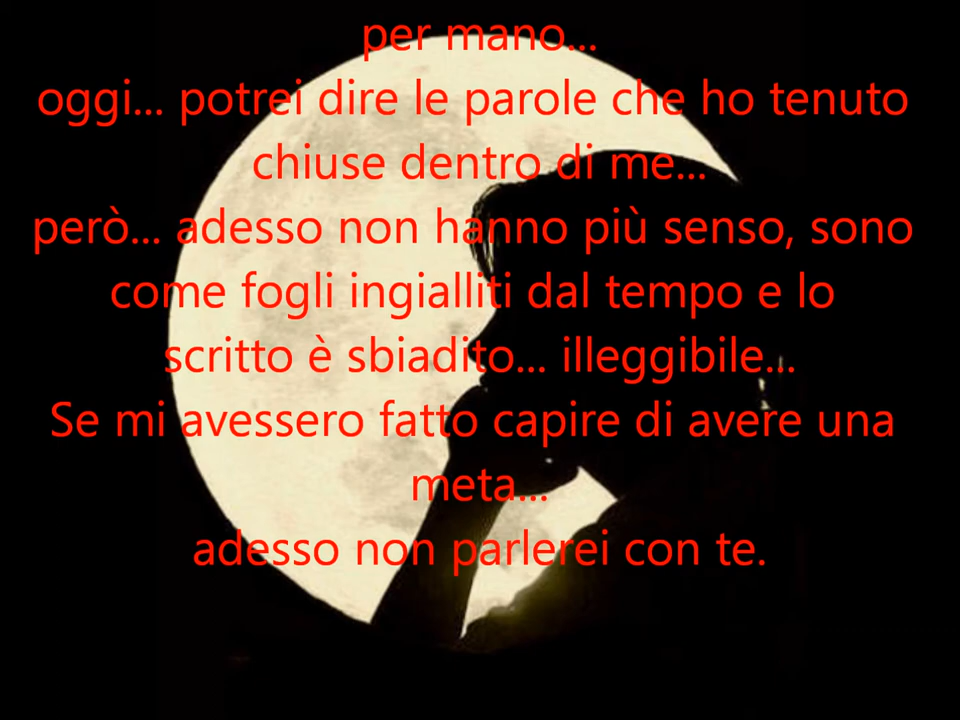 per mano...
oggi... potrei dire le parole che ho tenuto
chiuse dentro di me...
però... adesso non hanno più senso, sono
come fogli ingialliti dal tempo e lo
scritto è sbiadito... illeggibile...
Se mi avessero fatto capire di avere una
meta...
adesso non parlerei con te.